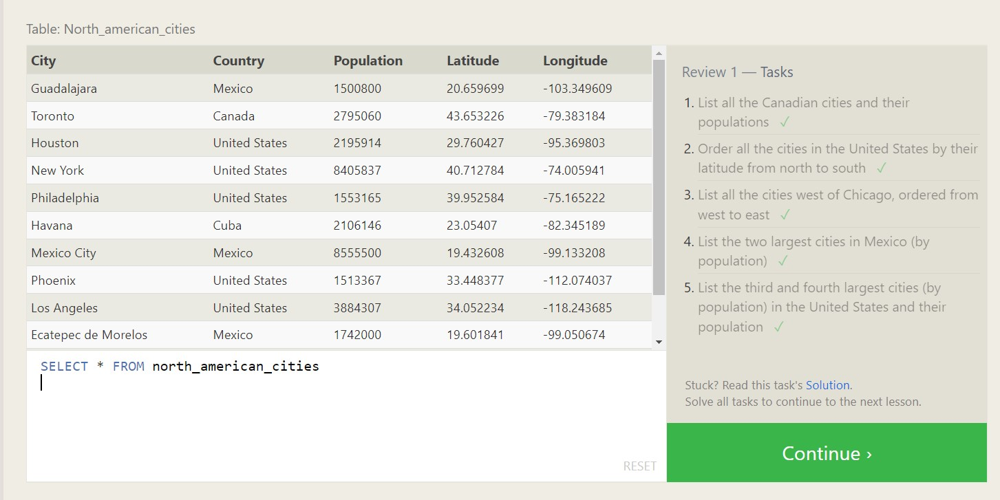 Table: North_american_cities
City Country Population Latitude Longitude
Guadalajara Mexico 1500800 20.659699 -103.349609
Toronto Canada 2795060 43.653226 -79.383184
Houston United States 2195914 29.760427 -95.369803
New York United States 8405837 40.712784 -74.005941
Philadelphia United States 1553165 39.952584 -75.165222
Havana Cuba 2106146 23.05407 -82.345189
Mexico City Mexico 8555500 19.432608 -99.133208
Phoenix United States 1513367 33.448377 -112.074037
Los Angeles United States 3884307 34.052234 -118.243685
Ecatepec de Morelos Mexico 1742000 19.601841 -99.050674
SELECT * FROM north_american_cities
RESET
Review 1 — Tasks
1. List all the Canadian cities and their
populations ✓
2. Order all the cities in the United States by their
latitude from north to south ✓
3. List all the cities west of Chicago, ordered from
west to east ✓
4. List the two largest cities in Mexico (by
population) ✓
5. List the third and fourth largest cities (by
population) in the United States and their
population ✓
Stuck? Read this task's Solution.
Solve all tasks to continue to the next lesson.
Continue ›